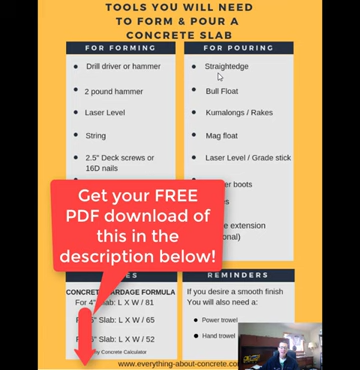 TOOLS YOU WILL NEED
TO FORM & POUR A
CONCRETE SLAB
FOR FORMING
Drill driver or hammer
2 pound hammer
Laser Level
String
2.5" Deck screws or
16D nails
FOR POURING
Straightedge
Bull Float
Kumalongs / Rakes
Mag float
Laser Level / Grade stick
boots
extension
Get your FREE
PDF download of
this in the
description below!
CONCRETE YARDAGE FORMULA
For 4" Slab: L X W / 81
Slab: L X W / 65
Slab: L X W / 52
by Concrete Calculator
REMINDERS
If you desire a smooth finish
You will also need a:
Power trowel
Hand trowel
www.everything-about-concrete.co